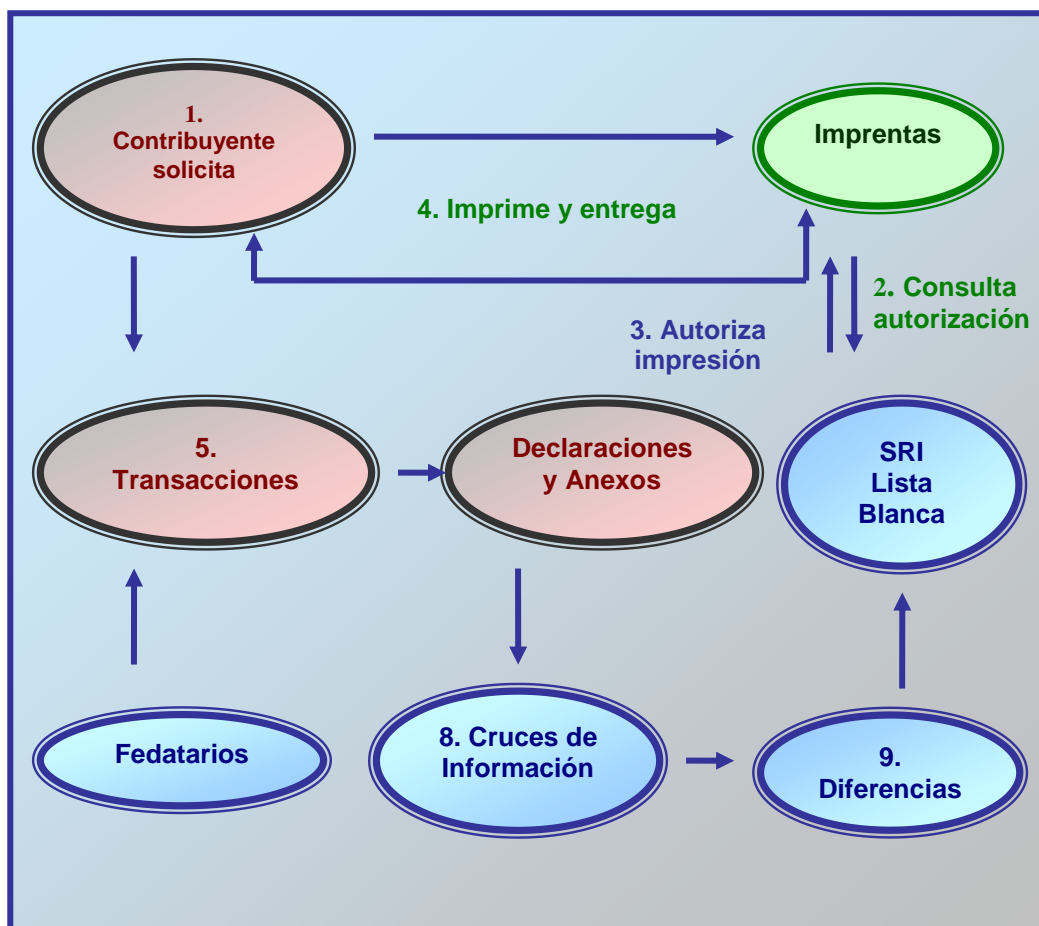 1.
Contribuyente
solicita
Imprentas
4. Imprime y entrega
2. Consulta
autorización
3. Autoriza
impresión
5.
Transacciones
Declaraciones
y Anexos
SRI
Lista
Blanca
Fedatarios
8. Cruces de
Información
9.
Diferencias